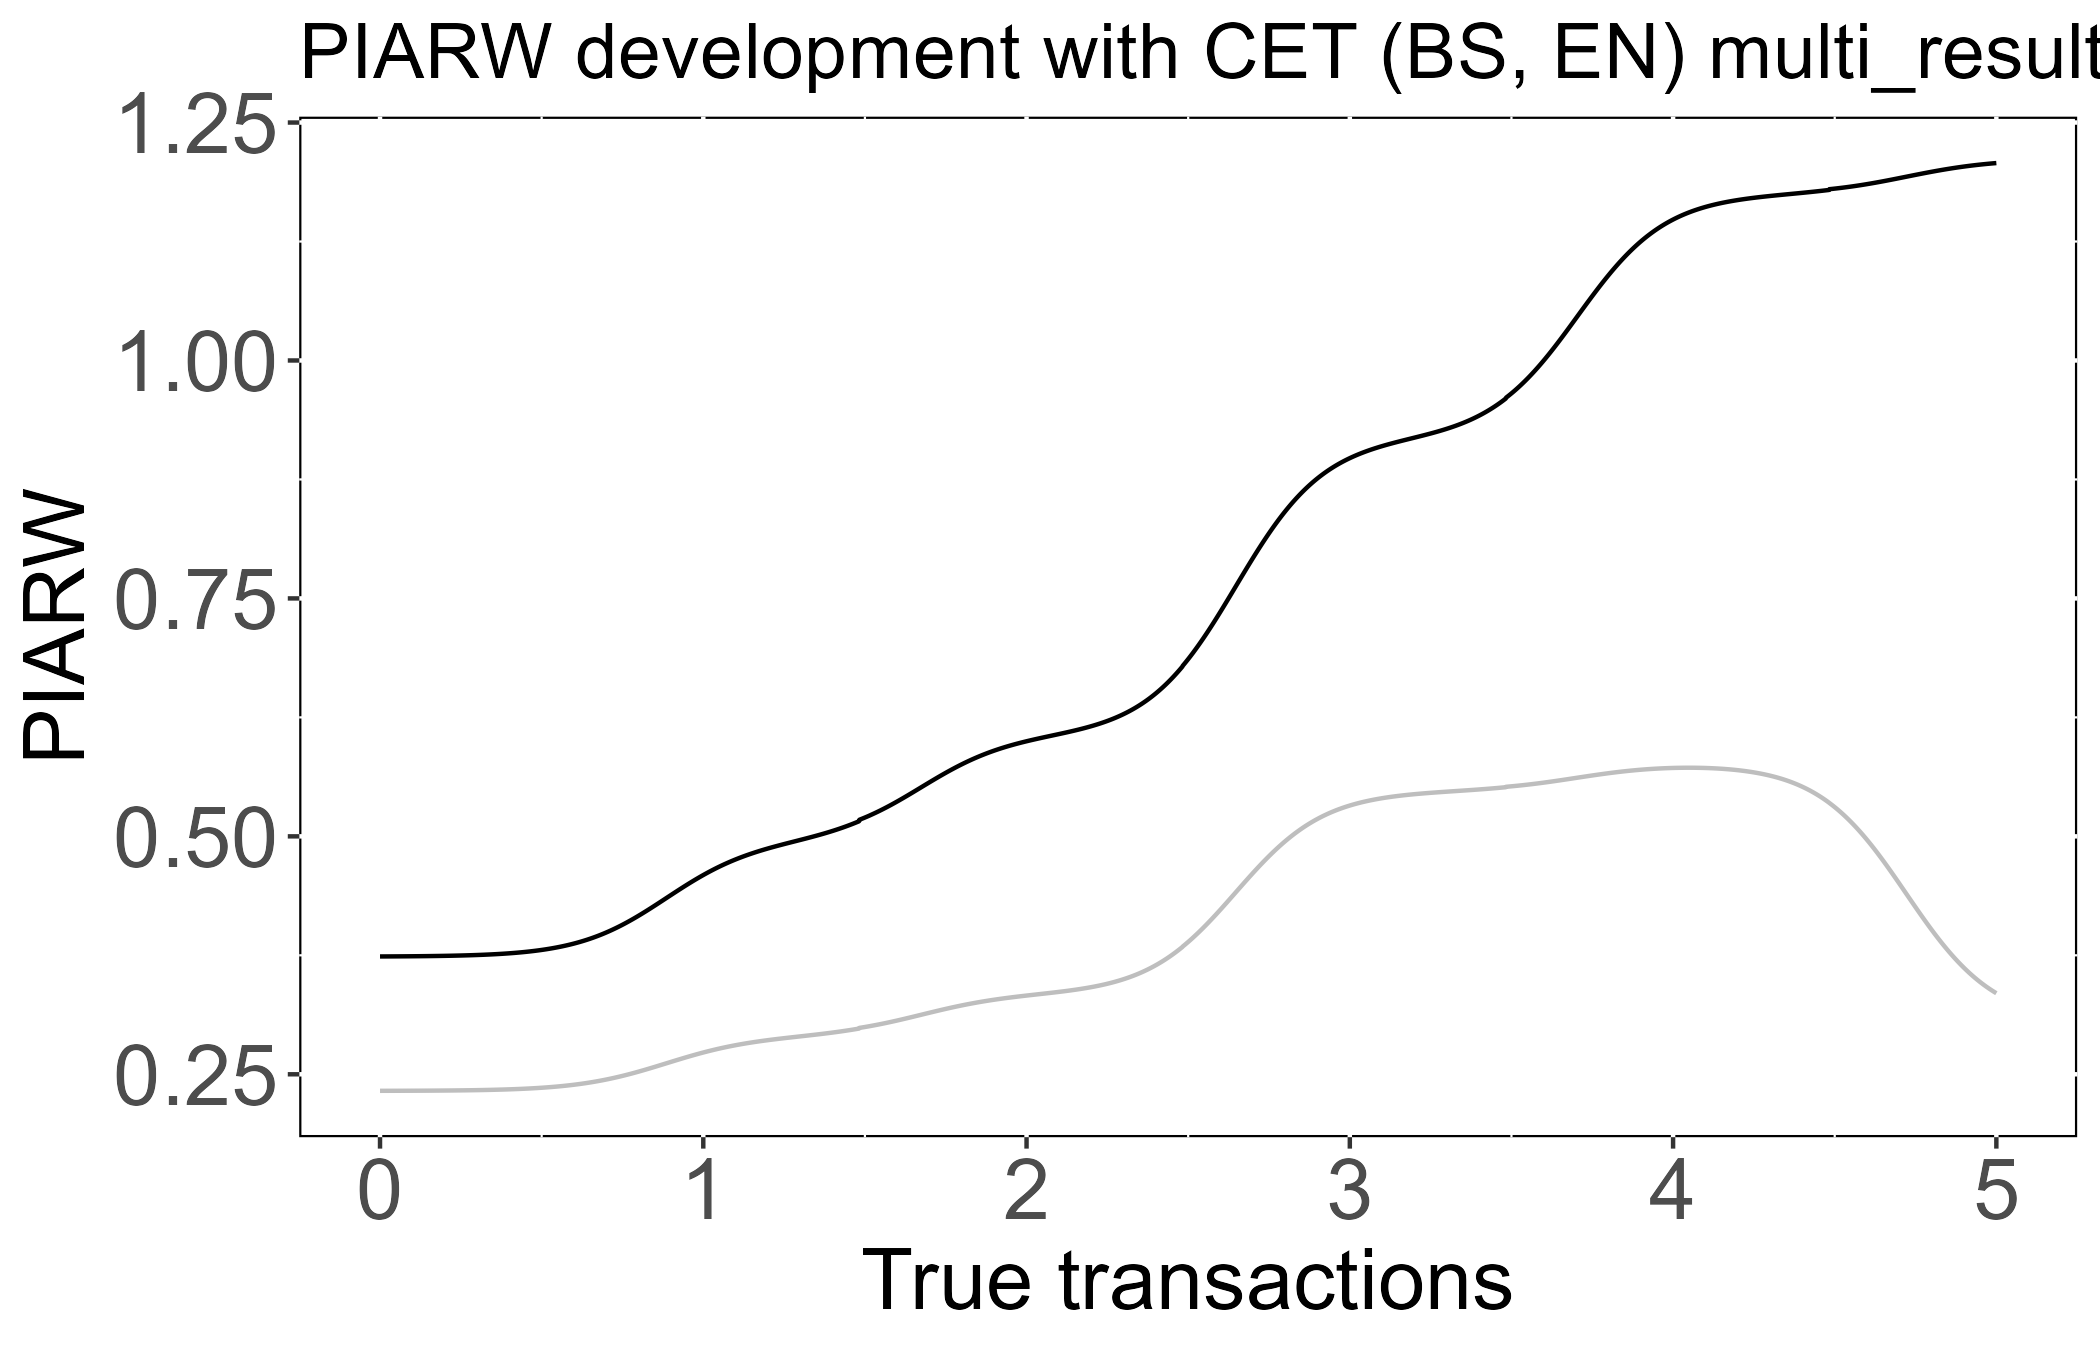 PIARW development with CET (BS, EN) multi_result
1.25
1.00
0.75
0.50
0.25
PIARW
0 1 2 3 4 5
True transactions